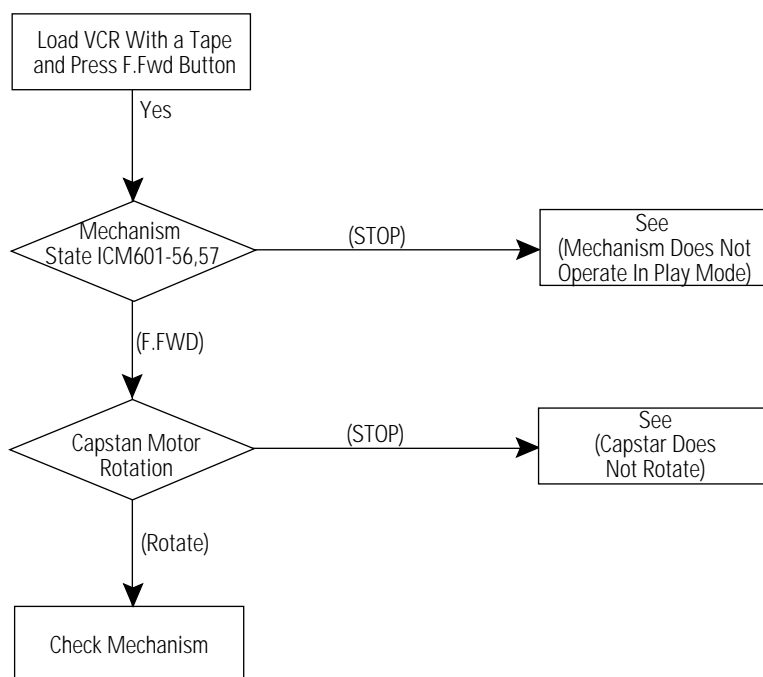 Load VCR With a Tape
and Press F.Fwd Button
Yes
Mechanism
State ICM601-56,57
(STOP)
See
(Mechanism Does Not
Operate In Play Mode)
(F.FWD)
Capstan Motor
Rotation
(STOP)
See
(Capstar Does
Not Rotate)
(Rotate)
Check Mechanism